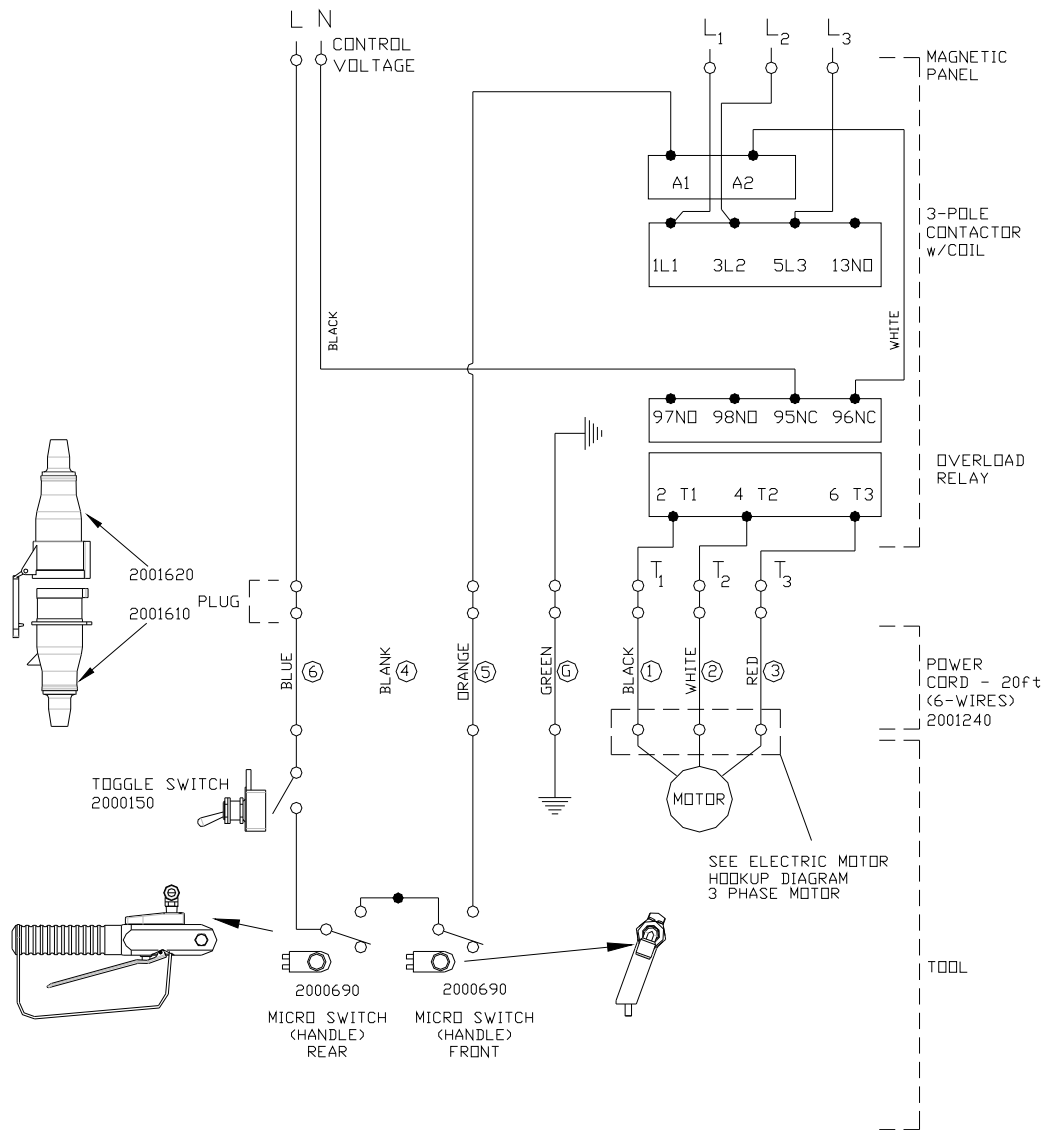 L N
CONTROL
VOLTAGE
L1 L2 L3
MAGNETIC
PANEL
A1 A2
3-POLE
CONTACTOR
W/COIL
1L1 3L2 5L3 13NO
BLACK
WHITE
97NO 98NO 95NC 96NC
OVERLOAD
RELAY
2 T1 4 T2 6 T3
T1 T2 T3
2001620
2001610
PLUG
BLUE 6
BLANK 4
ORANGE 5
GREEN G
BLACK 1
WHITE 2
RED 3
POWER
CORD - 20ft
(6-WIRES)
2001240
TOGGLE SWITCH
2000150
MOTOR
SEE ELECTRIC MOTOR
HOOKUP DIAGRAM
3 PHASE MOTOR
TOOL
2000690
MICRO SWITCH
(HANDLE)
REAR
2000690
MICRO SWITCH
(HANDLE)
FRONT